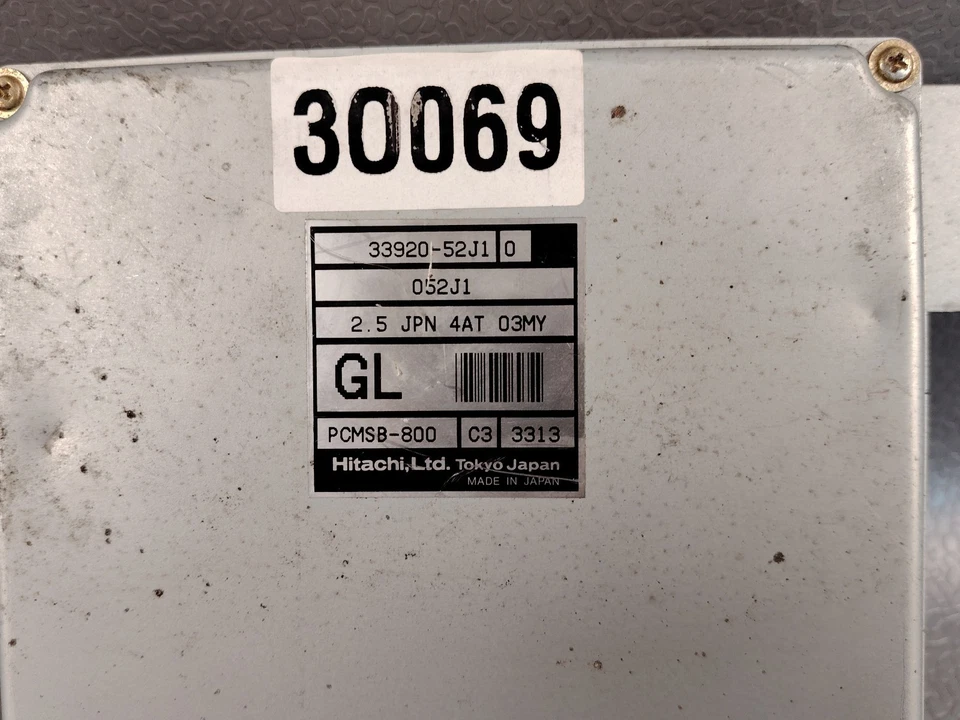 30069
33920-52J1 0
052J1
2.5 JPN 4AT 03MY
GL
PCMSB-800 C3 3313
Hitachi,Ltd. Tokyo Japan
MADE IN JAPAN